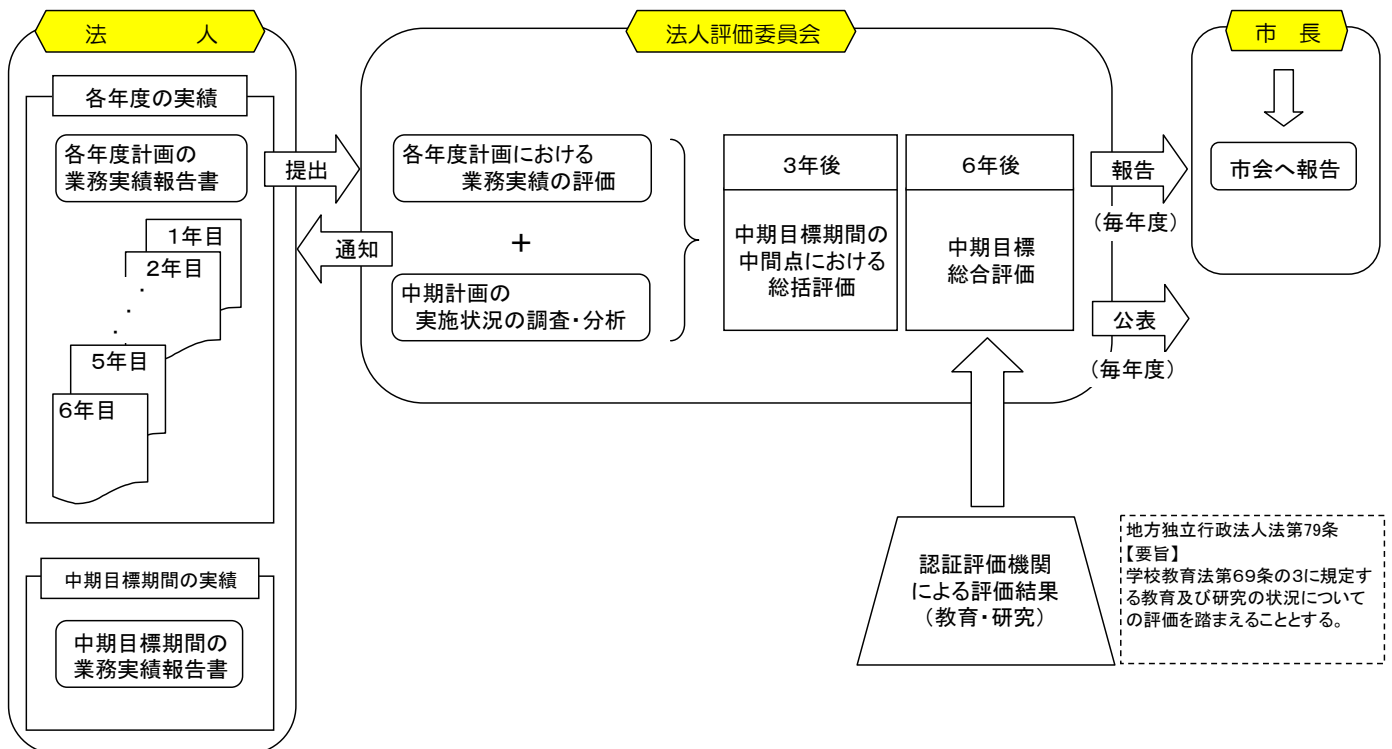 法　　　人
各年度の実績
各年度計画の
業務実績報告書
1年目
2年目
・
・
・
5年目
6年目
中期目標期間の実績
中期目標期間の
業務実績報告書
提出
通知
法人評価委員会
各年度計画における
業務実績の評価
＋
中期計画の
実施状況の調査・分析
3年後
中期目標期間の
中間点における
総括評価
6年後
中期目標
総合評価
認証評価機関
による評価結果
（教育・研究）
報告
（毎年度）
公表
（毎年度）
市　長
市会へ報告
地方独立行政法人法第79条
【要旨】
学校教育法第69条の3に規定す
る教育及び研究の状況について
の評価を踏まえることとする。